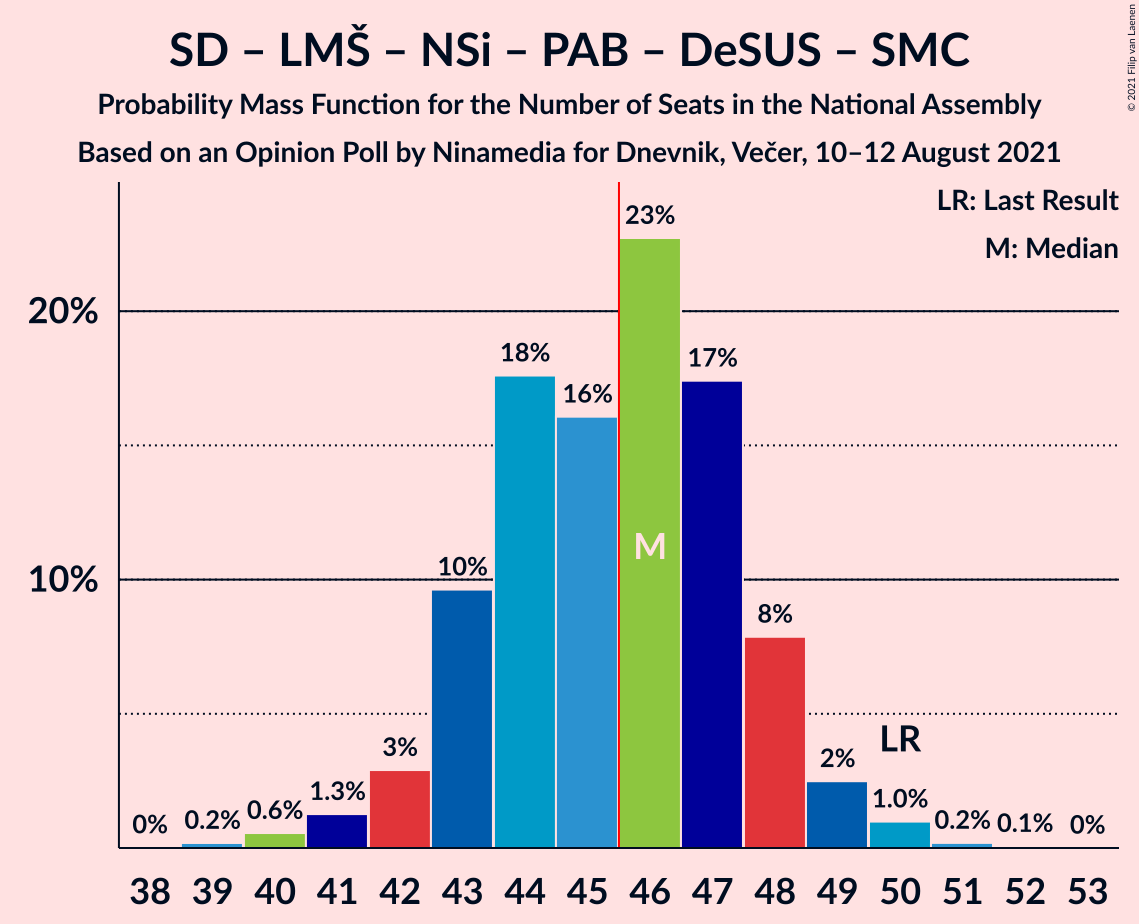 SD – LMŠ – NSi – PAB – DeSUS – SMC
Probability Mass Function for the Number of Seats in the National Assembly
Based on an Opinion Poll by Ninamedia for Dnevnik, Večer, 10–12 August 2021
© 2021 Filip van Laenen
LR: Last Result
M: Median
20%
10%
0%
0.2%
0.6%
1.3%
3%
10%
18%
16%
23%
M
17%
8%
2%
LR
1.0%
0.2%
0.1%
0%
38 39 40 41 42 43 44 45 46 47 48 49 50 51 52 53